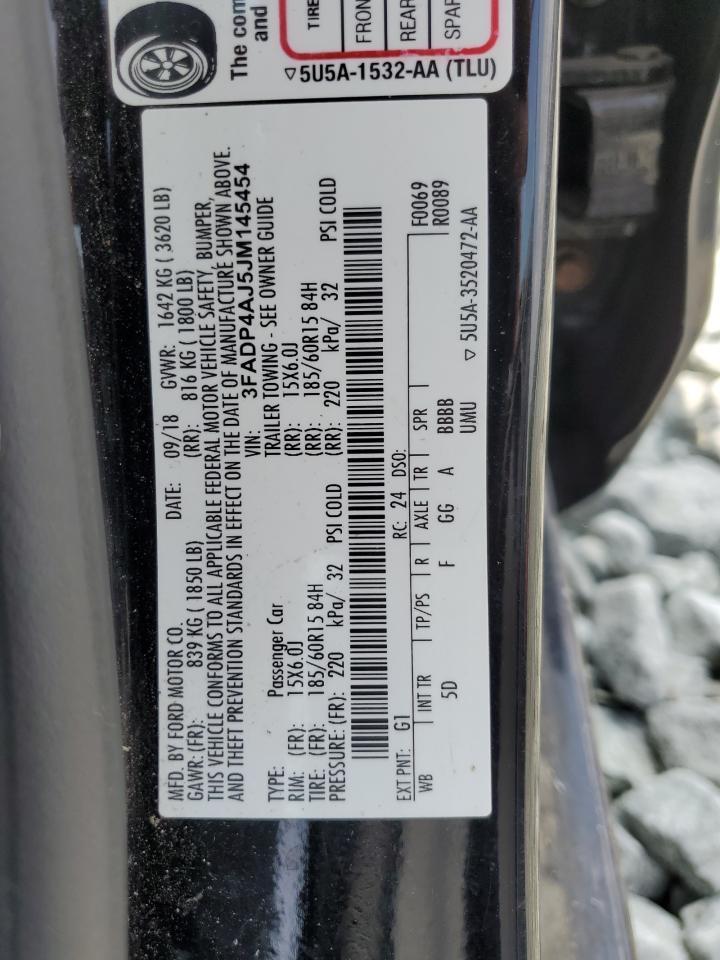 The com
and
TIRE
FRON
REAR
SPAR
▽ 5U5A-1532-AA (TLU)
MFD. BY FORD MOTOR CO. DATE: 09/18 GVWR: 1642 KG ( 3620 LB)
GAWR: (FR): 839 KG ( 1850 LB) (RR): 816 KG ( 1800 LB)
THIS VEHICLE CONFORMS TO ALL APPLICABLE FEDERAL MOTOR VEHICLE SAFETY, BUMPER,
AND THEFT PREVENTION STANDARDS IN EFFECT ON THE DATE OF MANUFACTURE SHOWN ABOVE.
VIN: 3FADP4AJ5JM145454
TYPE: Passenger Car TRAILER TOWING - SEE OWNER GUIDE
RIM: (FR): 15X6.0J (RR): 15X6.0J
TIRE: (FR): 185/60R15 84H (RR): 185/60R15 84H
PRESSURE: (FR): 220 kPa/ 32 PSI COLD (RR): 220 kPa/ 32 PSI COLD
EXT PNT: G1 RC: 24 DSO: F0069
WB INT TR TP/PS R AXLE TR SPR R0089
5D F GG A BBBB
UMU
▽ 5U5A-3520472-AA